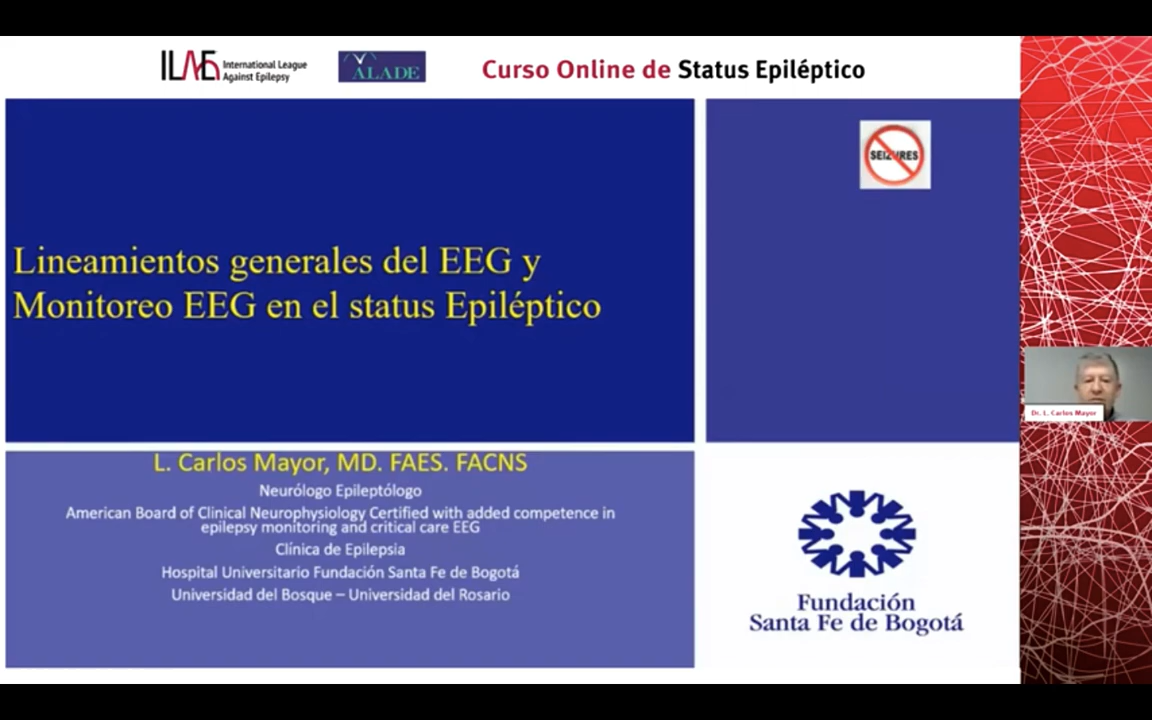 ILAE International League
Against Epilepsy
ALADE
Curso Online de Status Epiléptico
SEIZURES
Lineamientos generales del EEG y
Monitoreo EEG en el status Epiléptico
Dr. L. Carlos Mayor
L. Carlos Mayor, MD. FAES. FACNS
Neurólogo Epileptólogo
American Board of Clinical Neurophysiology Certified with added competence in
epilepsy monitoring and critical care EEG
Clínica de Epilepsia
Hospital Universitario Fundación Santa Fe de Bogotá
Universidad del Bosque – Universidad del Rosario
Fundación
Santa Fe de Bogotá